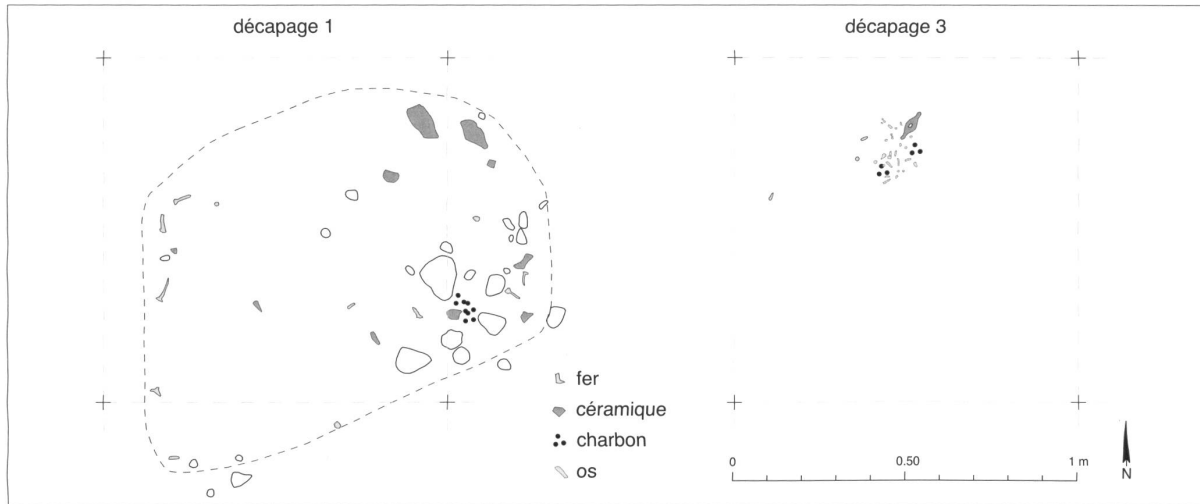 décapage 1
décapage 3
fer
céramique
charbon
os
0 0.50 1 m
N